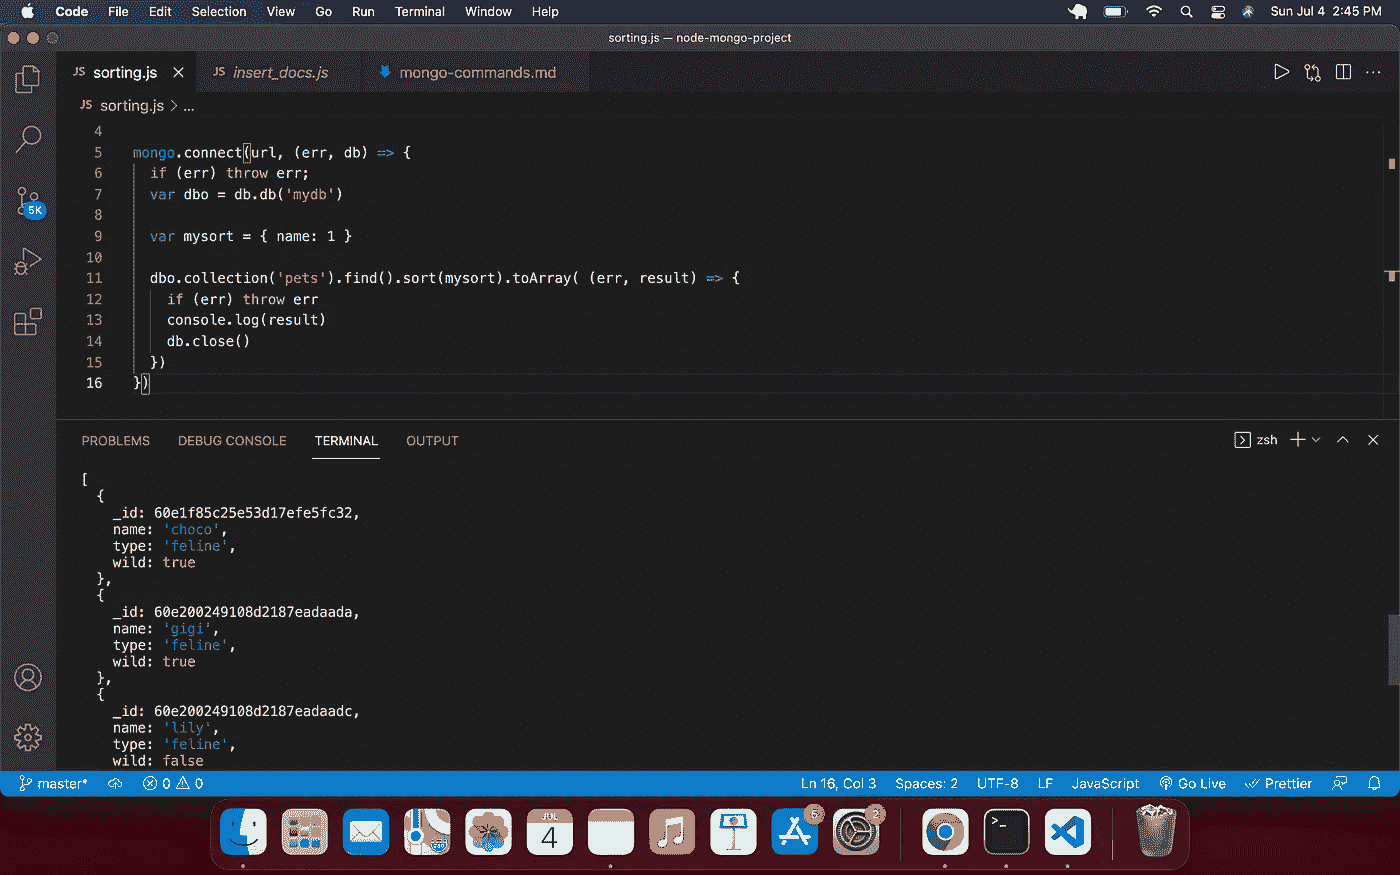 Code File Edit Selection View Go Run Terminal Window Help Sun Jul 4 2:45 PM
sorting.js — node-mongo-project
JS sorting.js JS insert_docs.js mongo-commands.md
JS sorting.js > ...
4
5 mongo.connect(url, (err, db) => {
6 if (err) throw err;
7 var dbo = db.db('mydb')
8
9 var mysort = { name: 1 }
10
11 dbo.collection('pets').find().sort(mysort).toArray( (err, result) => {
12 if (err) throw err
13 console.log(result)
14 db.close()
15 })
16 })
5K
PROBLEMS DEBUG CONSOLE TERMINAL OUTPUT zsh
[
{
_id: 60e1f85c25e53d17efe5fc32,
name: 'choco',
type: 'feline',
wild: true
},
{
_id: 60e200249108d2187eadaada,
name: 'gigi',
type: 'feline',
wild: true
},
{
_id: 60e200249108d2187eadaadc,
name: 'lily',
type: 'feline',
wild: false
master* 0 0 Ln 16, Col 3 Spaces: 2 UTF-8 LF JavaScript Go Live Prettier
JUL
4
5
2
>_